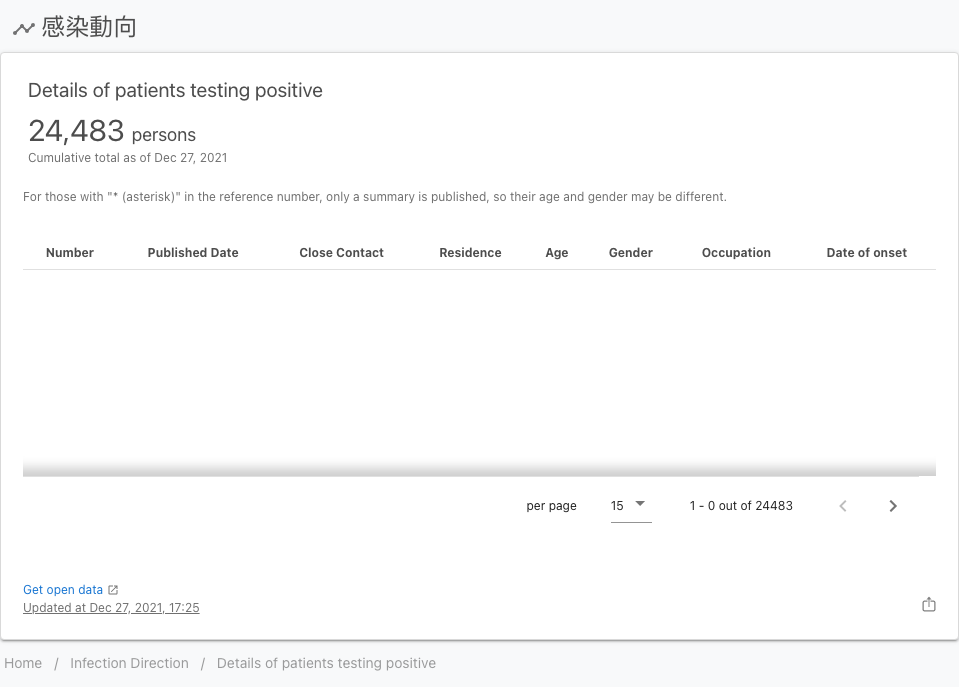 感染動向
Details of patients testing positive
24,483 persons
Cumulative total as of Dec 27, 2021
For those with "* (asterisk)" in the reference number, only a summary is published, so their age and gender may be different.
Number Published Date Close Contact Residence Age Gender Occupation Date of onset
per page 15 1 - 0 out of 24483
Get open data
Updated at Dec 27, 2021, 17:25
Home / Infection Direction / Details of patients testing positive